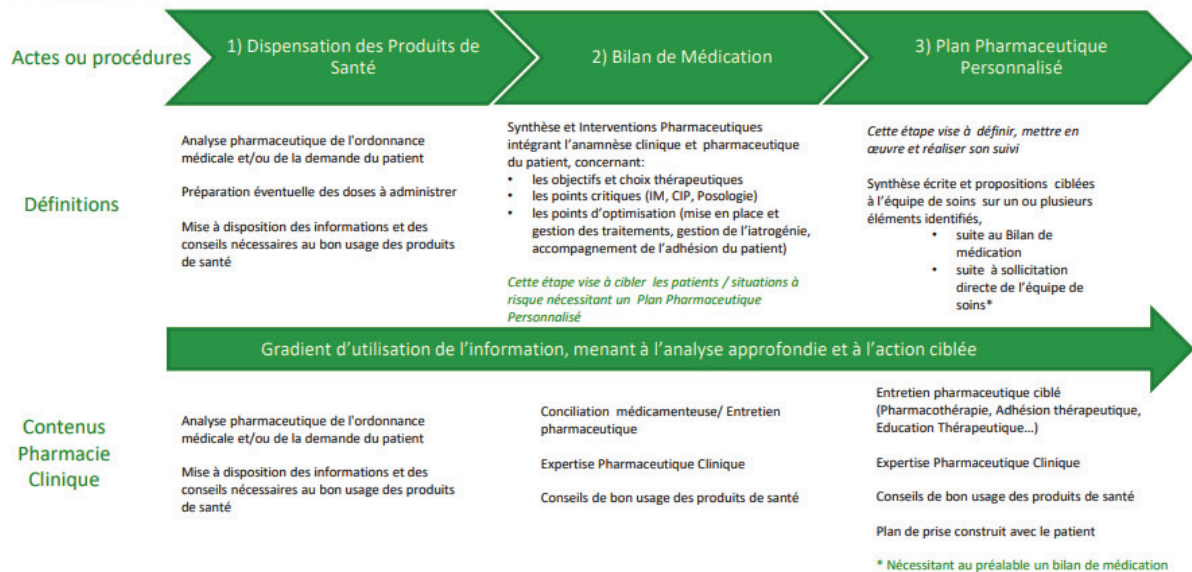 Actes ou procédures
1) Dispensation des Produits de
Santé
2) Bilan de Médication
3) Plan Pharmaceutique
Personnalisé
Définitions
Analyse pharmaceutique de l'ordonnance
médicale et/ou de la demande du patient
Préparation éventuelle des doses à administrer
Mise à disposition des informations et des
conseils nécessaires au bon usage des produits
de santé
Synthèse et Interventions Pharmaceutiques
intégrant l'anamnèse clinique et pharmaceutique
du patient, concernant:
• les objectifs et choix thérapeutiques
• les points critiques (IM, CIP, Posologie)
• les points d'optimisation (mise en place et
gestion des traitements, gestion de l'iatrogénie,
accompagnement de l'adhésion du patient)
Cette étape vise à cibler les patients / situations à
risque nécessitant un Plan Pharmaceutique
Personnalisé
Cette étape vise à définir, mettre en
œuvre et réaliser son suivi
Synthèse écrite et propositions ciblées
à l'équipe de soins sur un ou plusieurs
éléments identifiés,
• suite au Bilan de
médication
• suite à sollicitation
directe de l'équipe de
soins*
Gradient d'utilisation de l'information, menant à l'analyse approfondie et à l'action ciblée
Contenus
Pharmacie
Clinique
Analyse pharmaceutique de l'ordonnance
médicale et/ou de la demande du patient
Mise à disposition des informations et des
conseils nécessaires au bon usage des produits
de santé
Conciliation médicamenteuse/ Entretien
pharmaceutique
Expertise Pharmaceutique Clinique
Conseils de bon usage des produits de santé
Entretien pharmaceutique ciblé
(Pharmacothérapie, Adhésion thérapeutique,
Education Thérapeutique…)
Expertise Pharmaceutique Clinique
Conseils de bon usage des produits de santé
Plan de prise construit avec le patient
* Nécessitant au préalable un bilan de médication